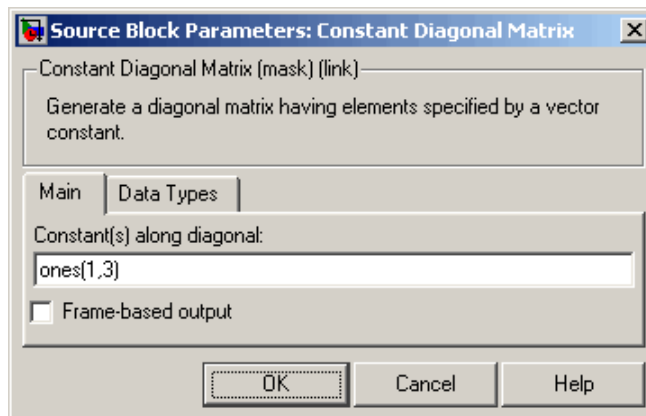 Source Block Parameters: Constant Diagonal Matrix
Constant Diagonal Matrix (mask) (link)
Generate a diagonal matrix having elements specified by a vector
constant.
Main Data Types
Constant(s) along diagonal:
ones(1,3)
Frame-based output
OK Cancel Help